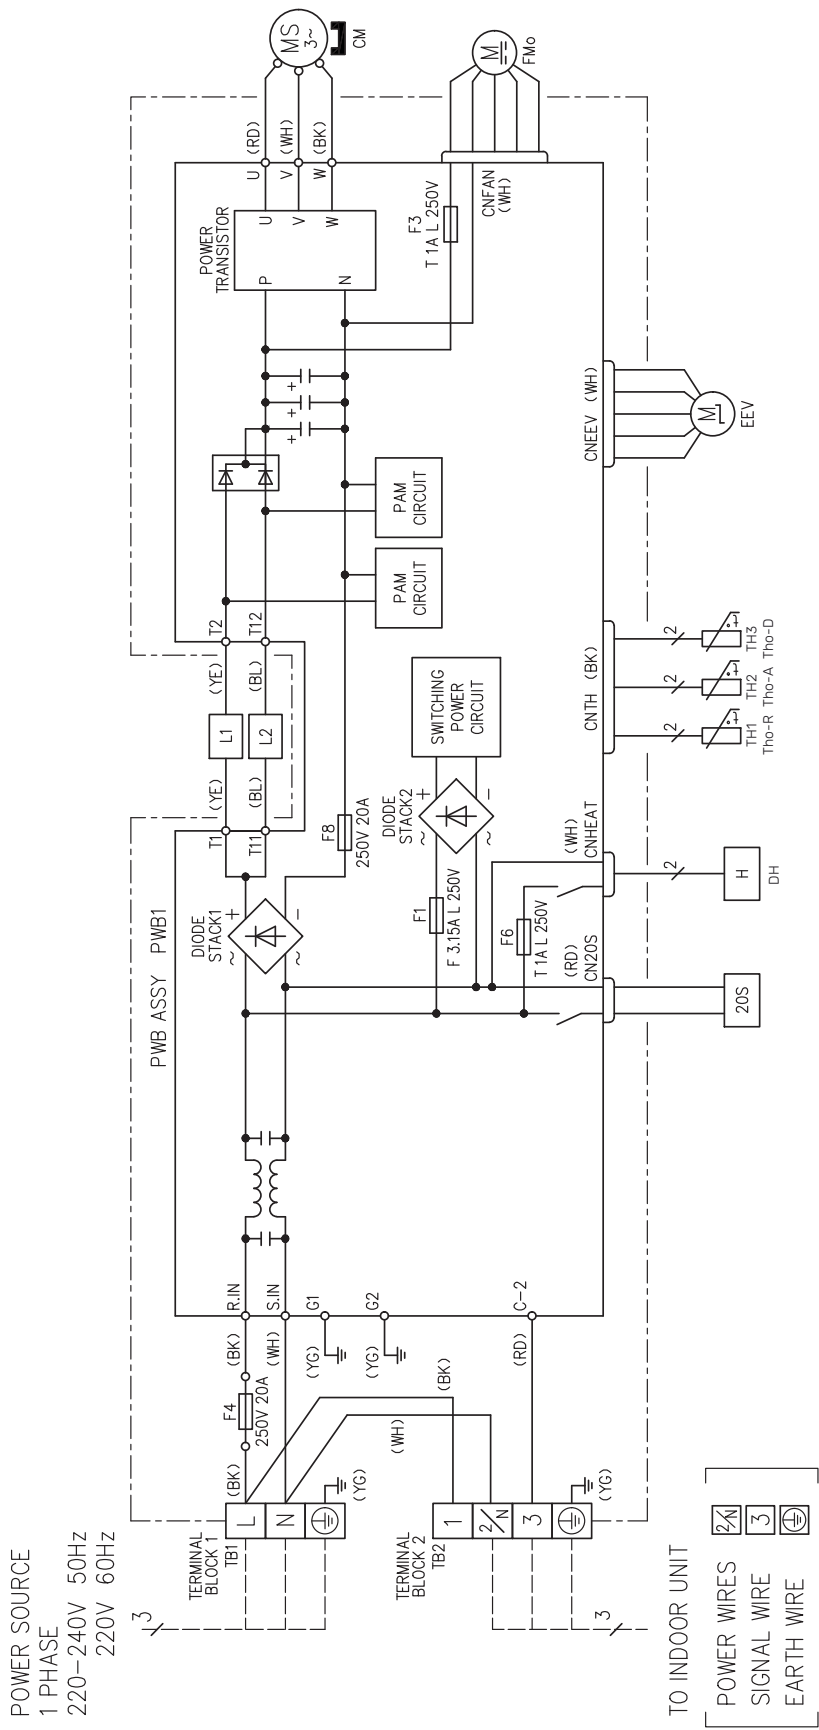 POWER SOURCE
1 PHASE
220-240V 50Hz
220V 60Hz
3
TERMINAL
BLOCK 1
TB1
L
N
(YG)
(BK)
F4
250V 20A
(BK)
(WH)
R.IN
S.IN
G1
(YG)
G2
(YG)
C-2
(RD)
(BK)
(WH)
TERMINAL
BLOCK 2
TB2
1
2/N
3
(YG)
3
TO INDOOR UNIT
POWER WIRES 2/N
SIGNAL WIRE 3
EARTH WIRE
PWB ASSY PWB1
DIODE
STACK1
~
+
~
−
T1
T11
(YE)
(BL)
L1
L2
(YE)
(BL)
T2
T12
F8
250V 20A
PAM
CIRCUIT
PAM
CIRCUIT
+
+
+
POWER
TRANSISTOR
P
N
U
V
W
U
V
W
(RD)
(WH)
(BK)
MS
3~
CM
F3
T 1A L 250V
CNFAN
(WH)
M
FMo
DIODE
STACK2
~
+
~
−
SWITCHING
POWER
CIRCUIT
F1
F 3.15A L 250V
F6
T 1A L 250V
(RD)
CN20S
20S
(WH)
CNHEAT
2
H
DH
CNTH (BK)
2
2
2
t
t
t
TH1
Tho-R
TH2
Tho-A
TH3
Tho-D
CNEEV (WH)
M
EEV